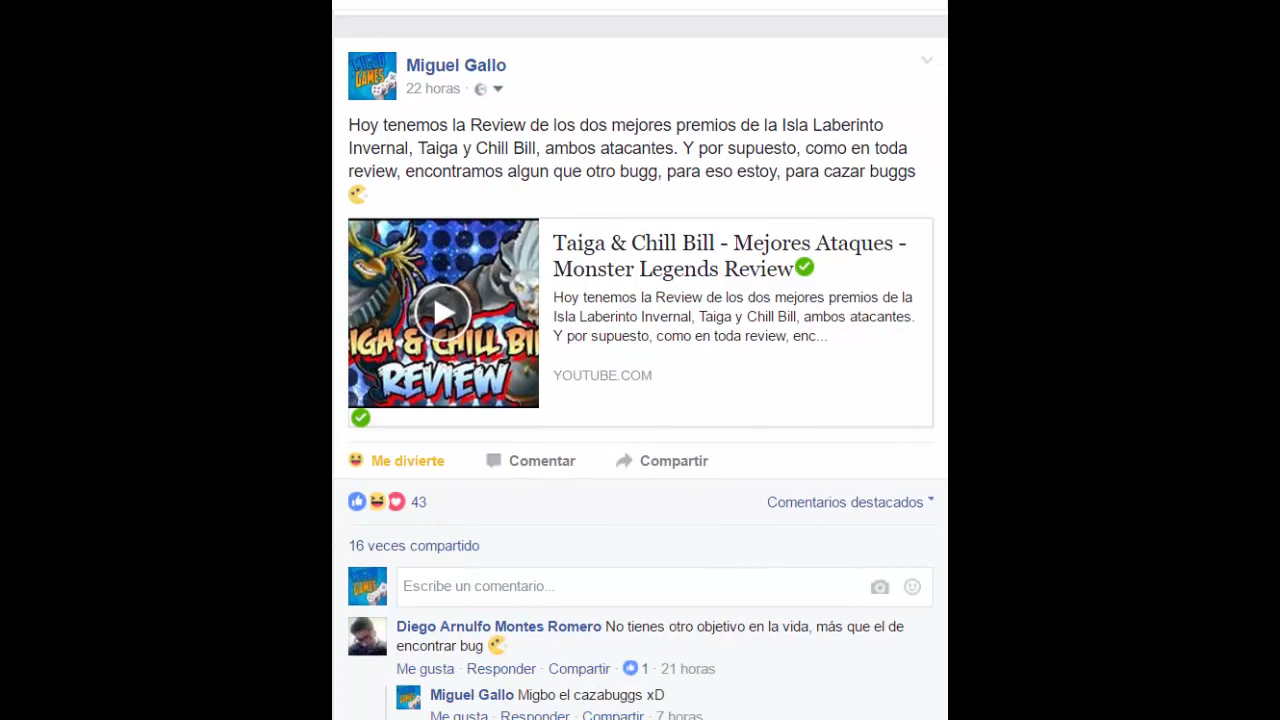 MIGBO
GAMES
Miguel Gallo
22 horas ·
Hoy tenemos la Review de los dos mejores premios de la Isla Laberinto
Invernal, Taiga y Chill Bill, ambos atacantes. Y por supuesto, como en toda
review, encontramos algun que otro bugg, para eso estoy, para cazar buggs
Taiga & Chill Bill - Mejores Ataques -
Monster Legends Review
Hoy tenemos la Review de los dos mejores premios de la
Isla Laberinto Invernal, Taiga y Chill Bill, ambos atacantes.
Y por supuesto, como en toda review, enc...
YOUTUBE.COM
IGA & CHILL BI
REVIEW
Me divierte Comentar Compartir
43 Comentarios destacados
16 veces compartido
Escribe un comentario...
Diego Arnulfo Montes Romero No tienes otro objetivo en la vida, más que el de
encontrar bug
Me gusta · Responder · Compartir · 1 · 21 horas
Miguel Gallo Migbo el cazabuggs xD
Me gusta · Responder · Compartir · 7 horas